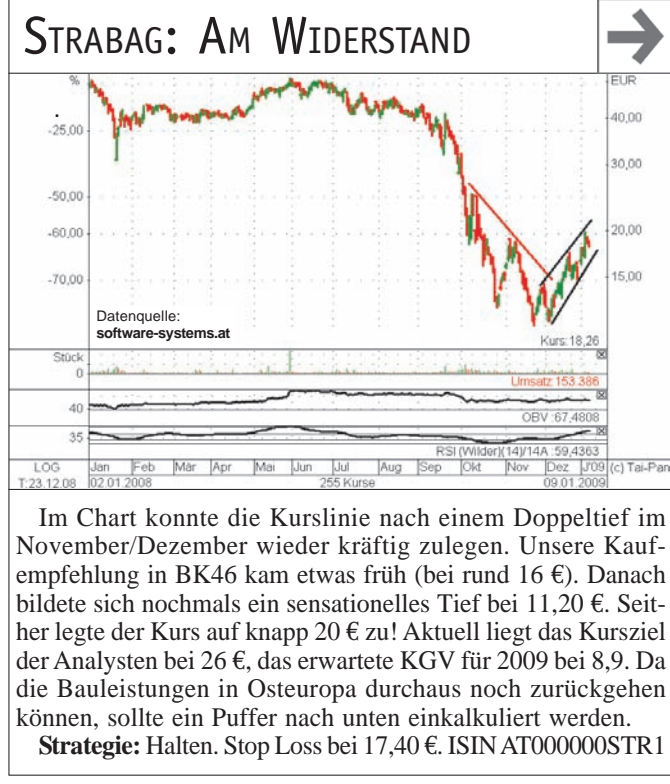 STRABAG: AM WIDERSTAND
% EUR
40,00
-25,00
30,00
-50,00
-60,00 20,00
-70,00 15,00
Datenquelle:
software-systems.at
Kurs:18,26
Stück
0
Umsatz 153.386
40
OBV :67,4808
35
RSI (Wilder)(14)/14A :59,4363
LOG Jan Feb Mär Apr Mai Jun Jul Aug Sep Okt Nov Dez J'09 (c) Tai-Pan
T:23.12.08 02.01.2008 255 Kurse 09.01.2009
Im Chart konnte die Kurslinie nach einem Doppeltief im
November/Dezember wieder kräftig zulegen. Unsere Kauf-
empfehlung in BK46 kam etwas früh (bei rund 16 €). Danach
bildete sich nochmals ein sensationelles Tief bei 11,20 €. Seit-
her legte der Kurs auf knapp 20 € zu! Aktuell liegt das Kursziel
der Analysten bei 26 €, das erwartete KGV für 2009 bei 8,9. Da
die Bauleistungen in Osteuropa durchaus noch zurückgehen
können, sollte ein Puffer nach unten einkalkuliert werden.
Strategie: Halten. Stop Loss bei 17,40 €. ISIN AT000000STR1